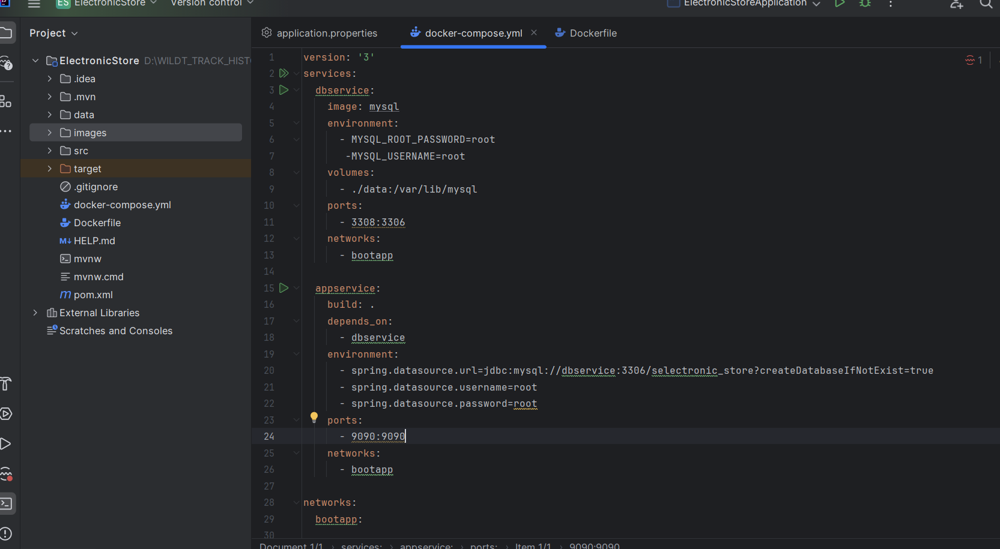 ES ElectronicStore Version control ElectronicStoreApplication
Project
application.properties docker-compose.yml Dockerfile
ElectronicStore D:\WILDT_TRACK_HIST
.idea
.mvn
data
images
src
target
.gitignore
docker-compose.yml
Dockerfile
M↓ HELP.md
mvnw
mvnw.cmd
m pom.xml
External Libraries
Scratches and Consoles
1 version: '3'
2 services:
3 dbservice:
4 image: mysql
5 environment:
6 - MYSQL_ROOT_PASSWORD=root
7 -MYSQL_USERNAME=root
8 volumes:
9 - ./data:/var/lib/mysql
10 ports:
11 - 3308:3306
12 networks:
13 - bootapp
14
15 appservice:
16 build: .
17 depends_on:
18 - dbservice
19 environment:
20 - spring.datasource.url=jdbc:mysql://dbservice:3306/selectronic_store?createDatabaseIfNotExist=true
21 - spring.datasource.username=root
22 - spring.datasource.password=root
23 ports:
24 - 9090:9090
25 networks:
26 - bootapp
27
28 networks:
29 bootapp:
30
1
Document 1/1 › services: › appservice: › ports: › Item 1/1 › 9090:9090